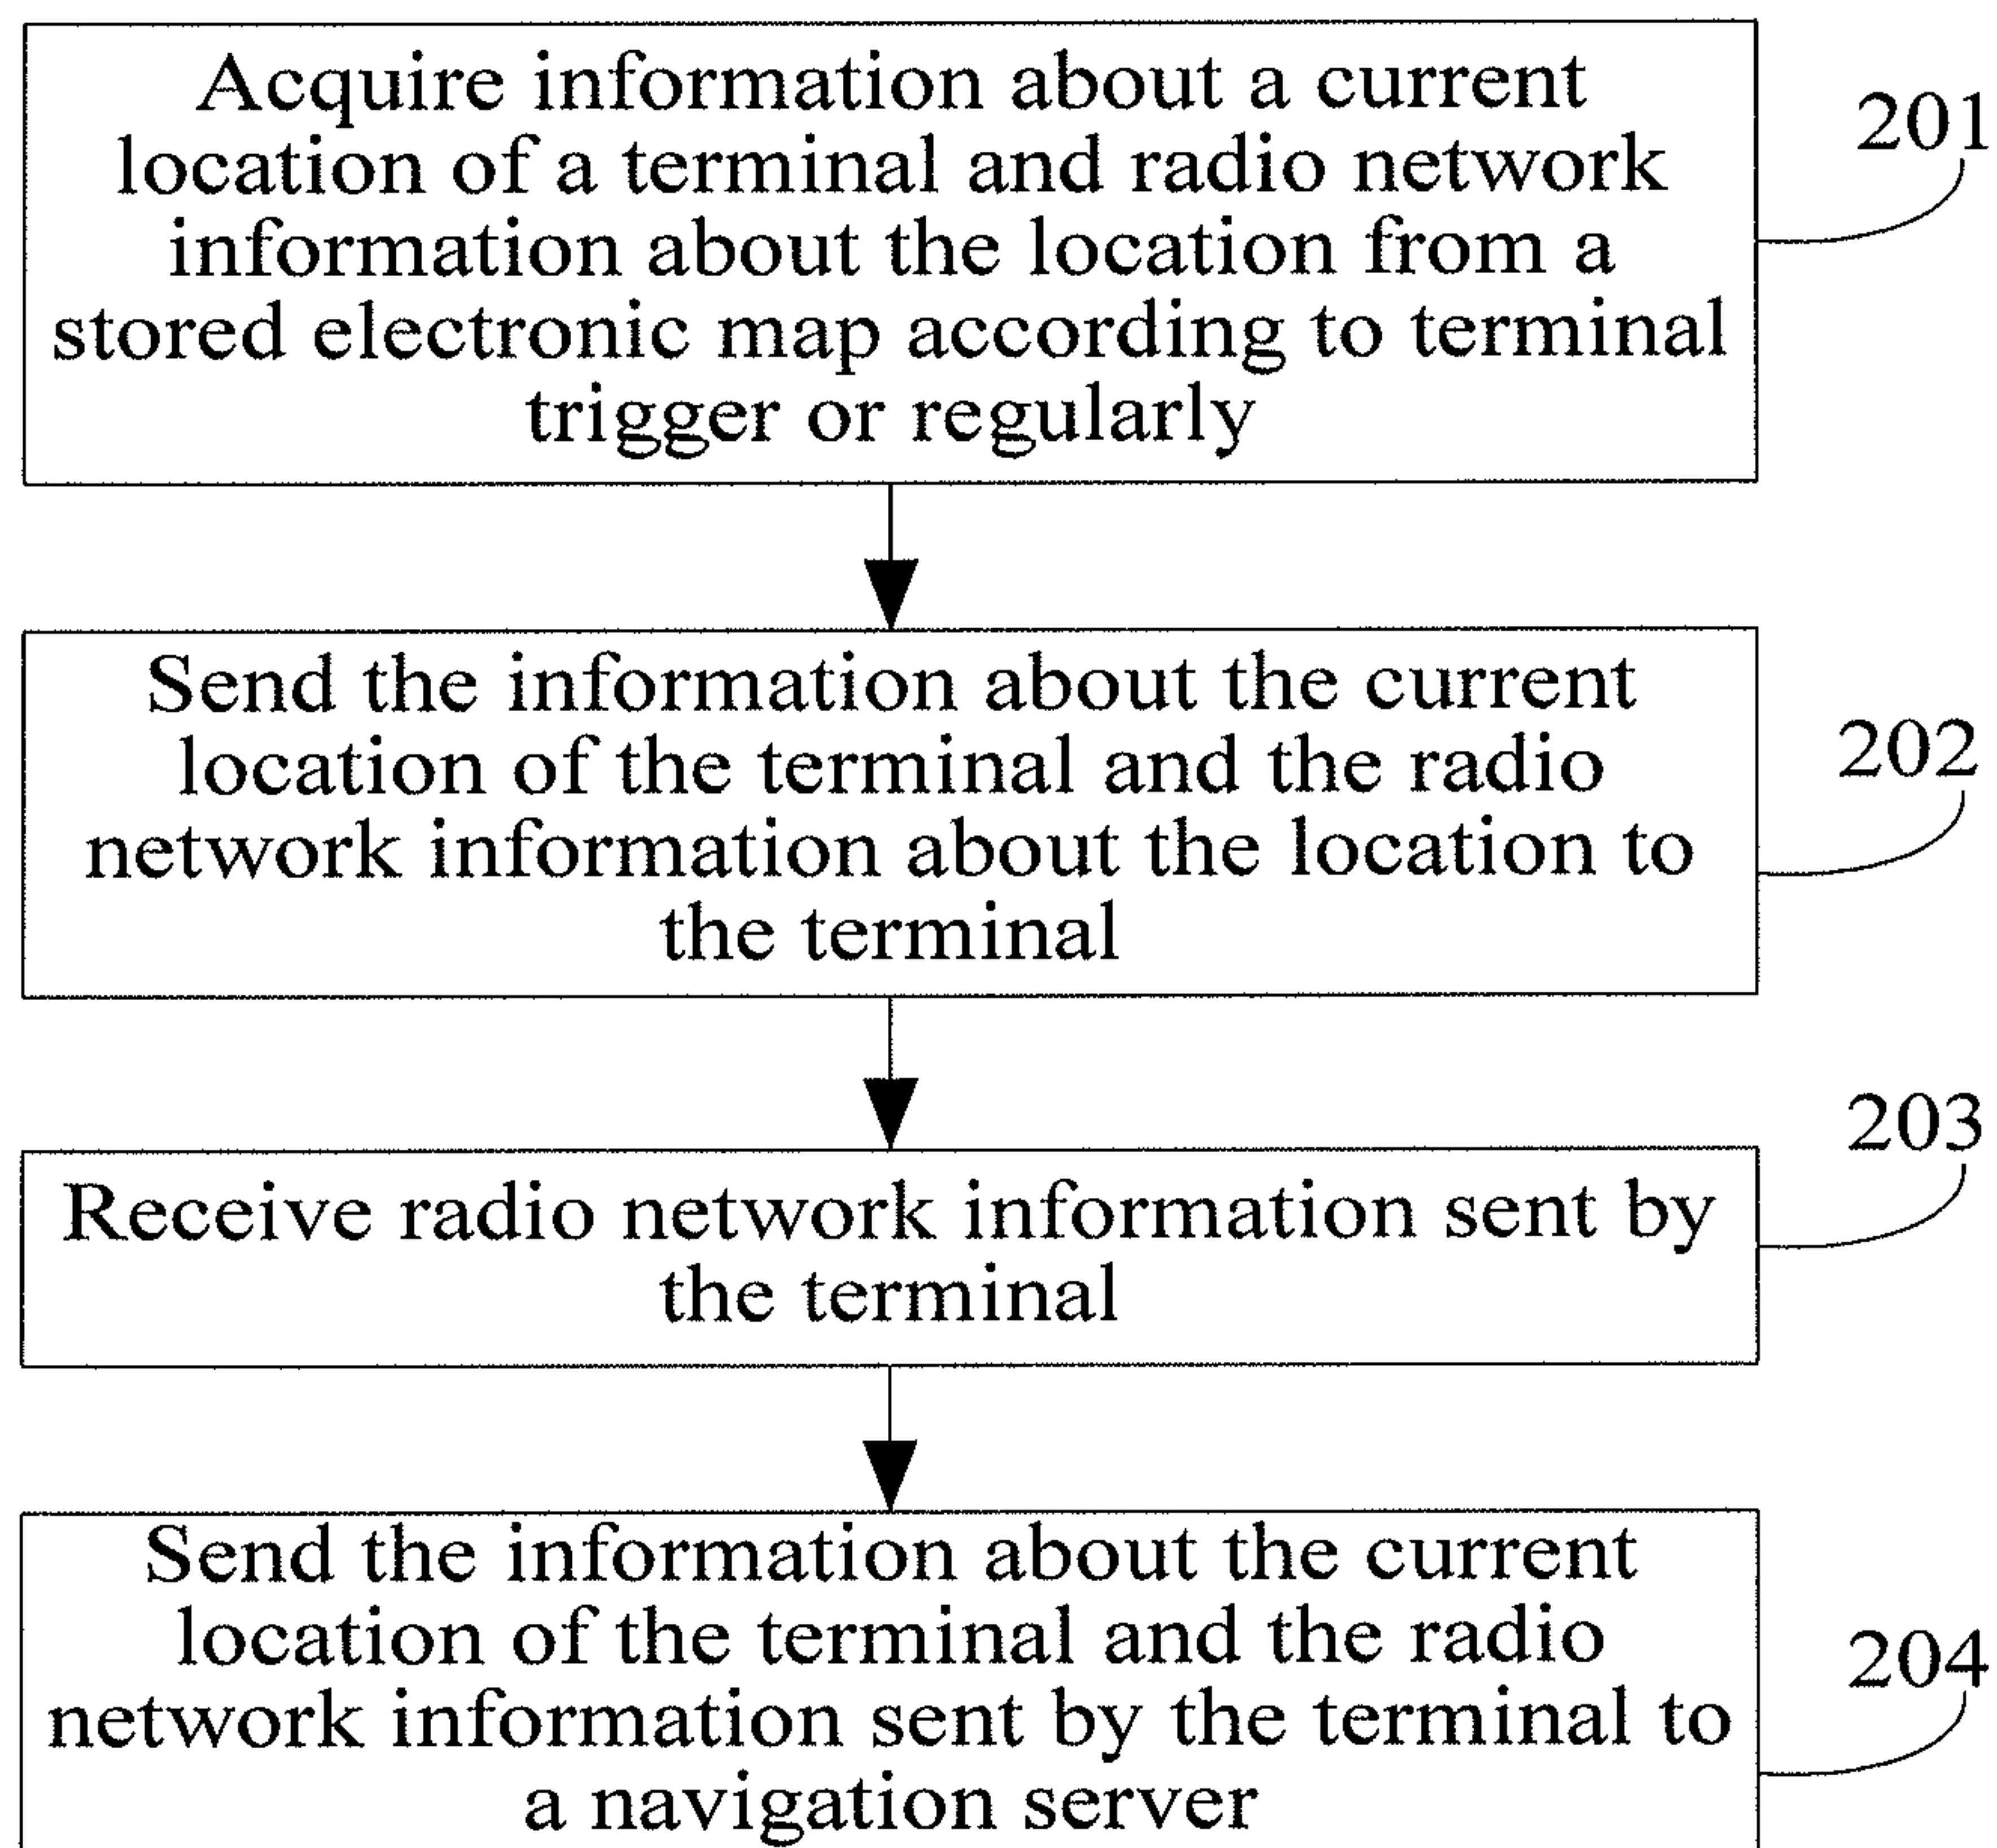 Acquire information about a current
location of a terminal and radio network
information about the location from a
stored electronic map according to terminal
trigger or regularly
201
Send the information about the current
location of the terminal and the radio
network information about the location to
the terminal
202
Receive radio network information sent by
the terminal
203
Send the information about the current
location of the terminal and the radio
network information sent by the terminal to
a navigation server
204